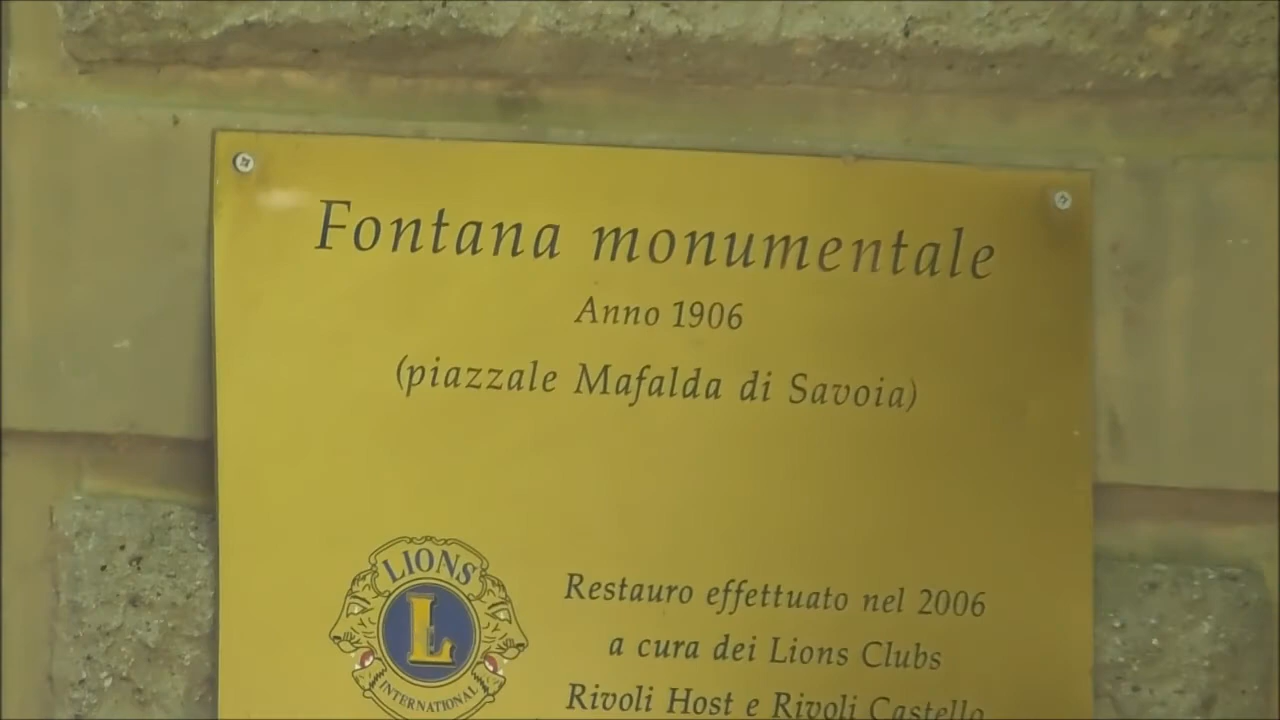 Fontana monumentale
Anno 1906
(piazzale Mafalda di Savoia)
LIONS
L
INTERNATIONAL
Restauro effettuato nel 2006
a cura dei Lions Clubs
Rivoli Host e Rivoli Castello